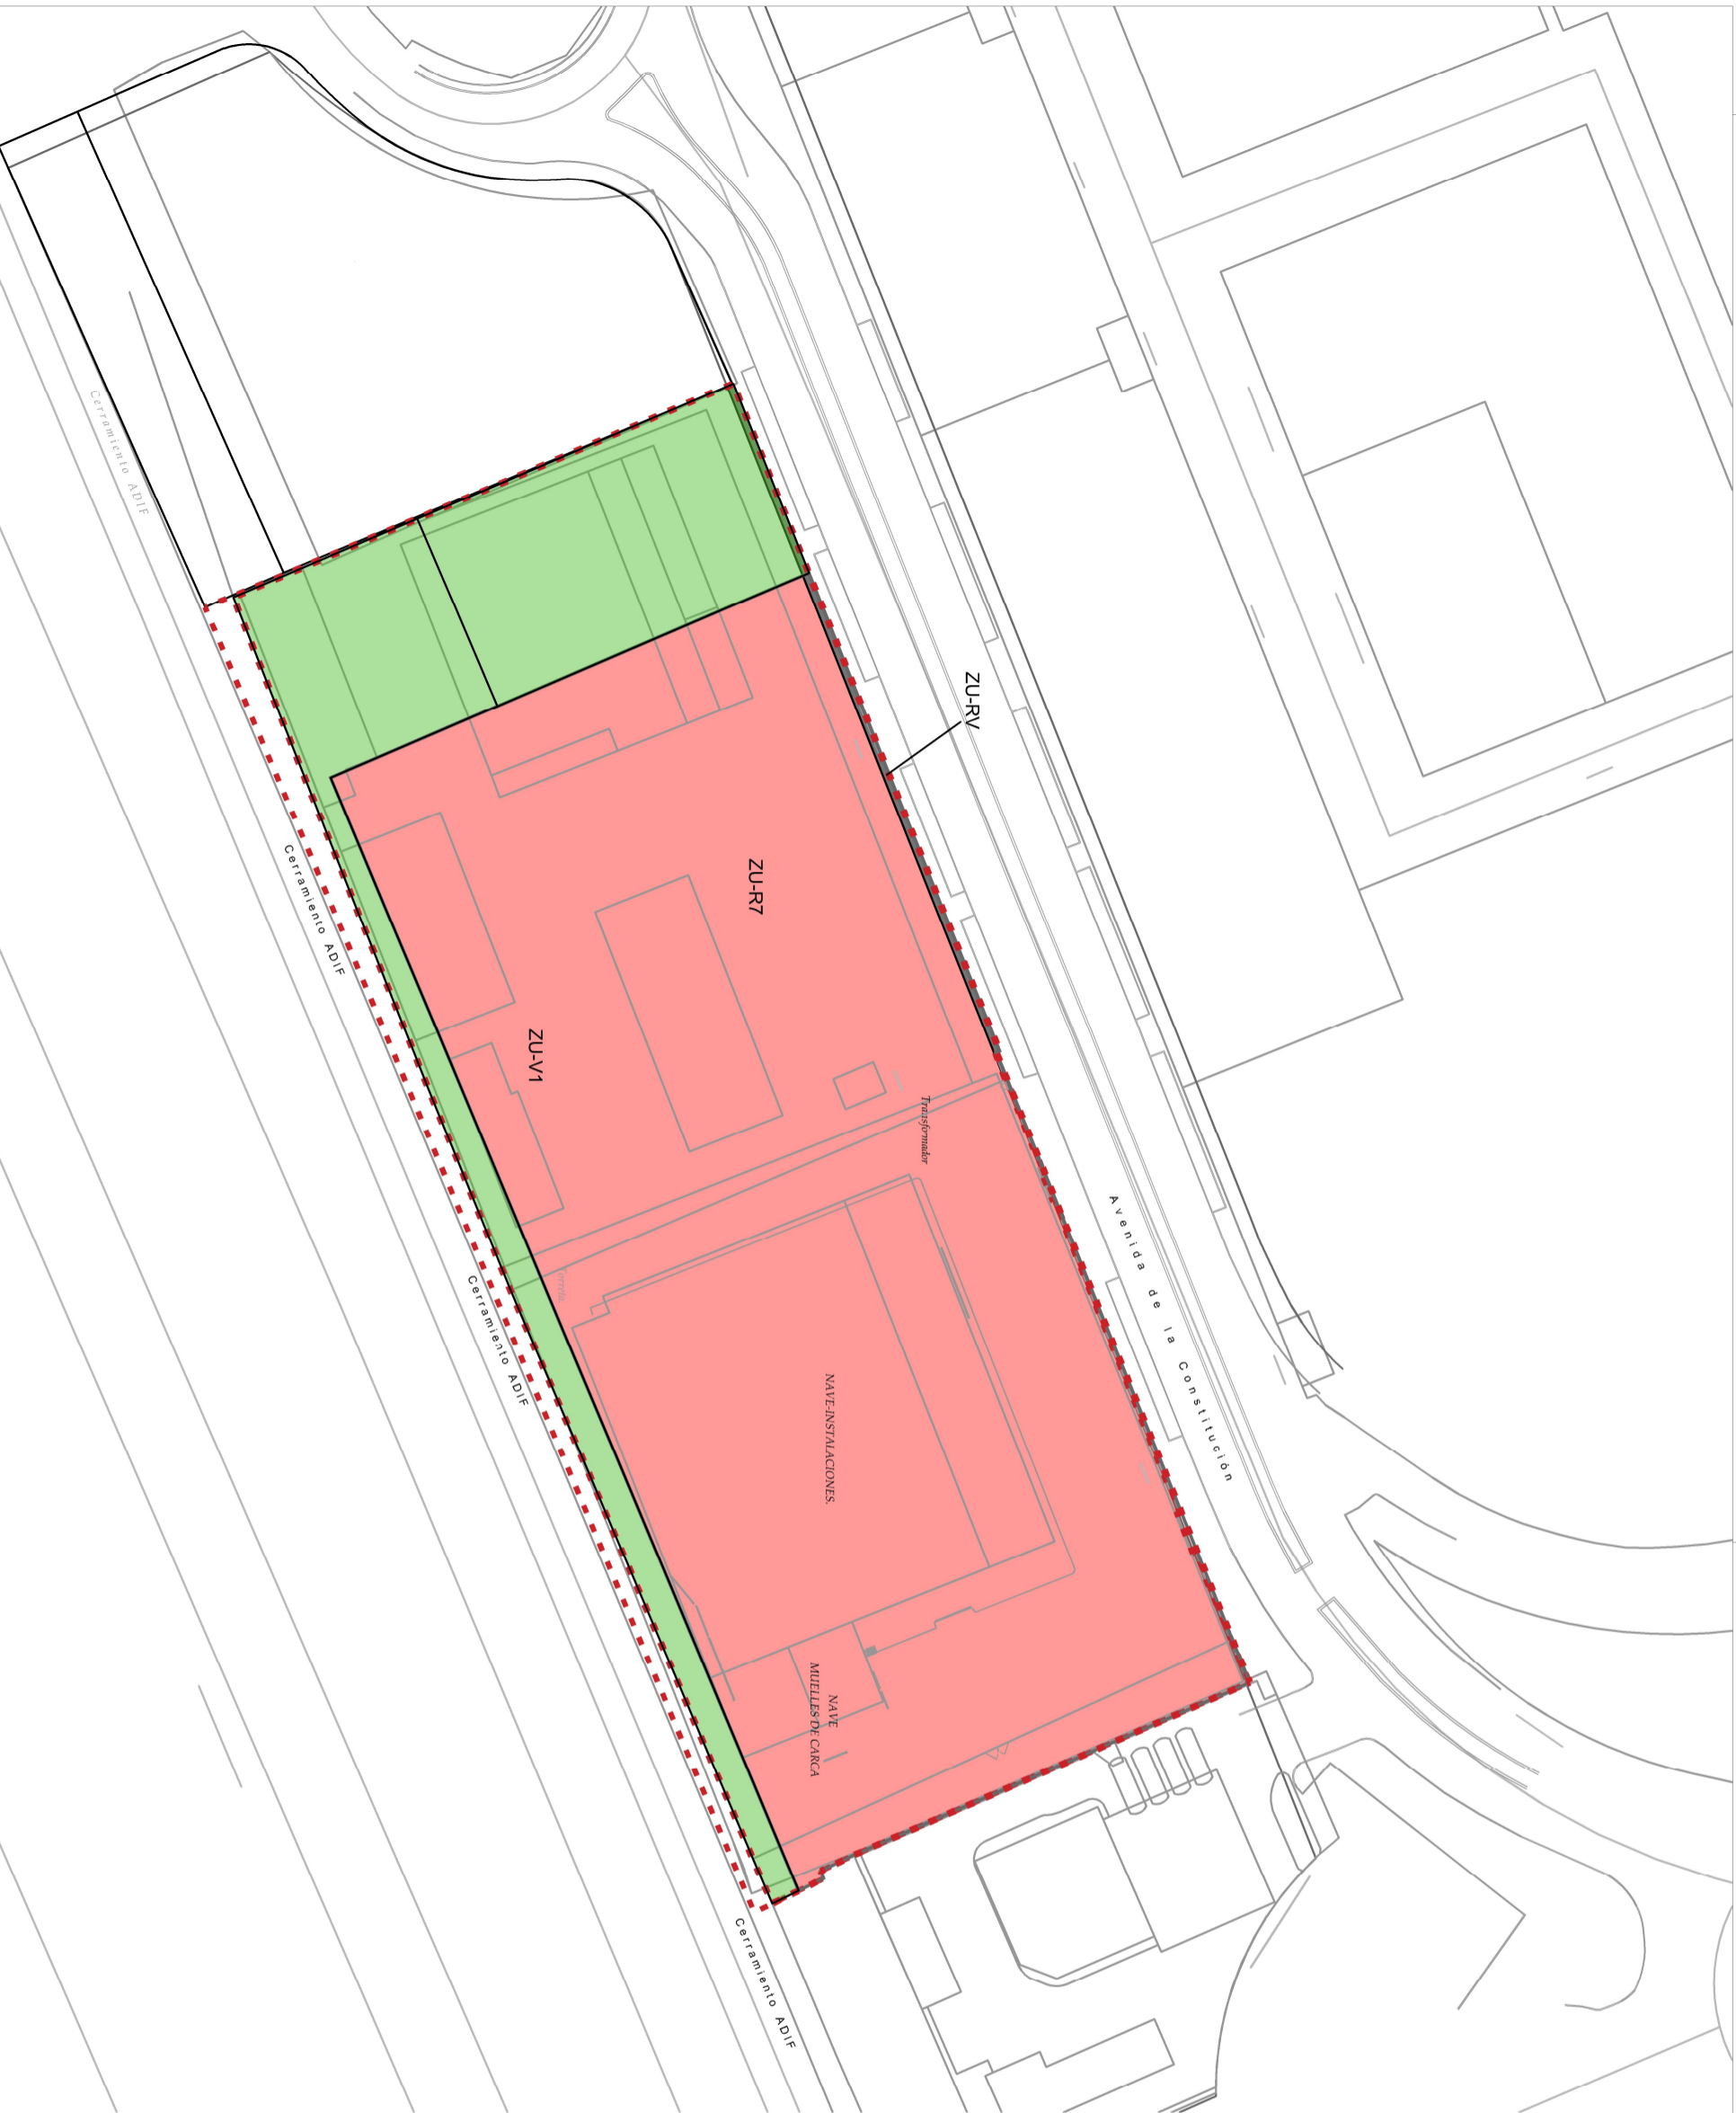 Cerramiento ADIF
ZU-RV
ZU-R7
Cerramiento ADIF
ZU-V1
Transformador
Avenida de la Constitución
Cerramiento ADIF
NAVE-INSTALACIONES.
NAVE
MUELLES DE CARGA
Cerramiento ADIF